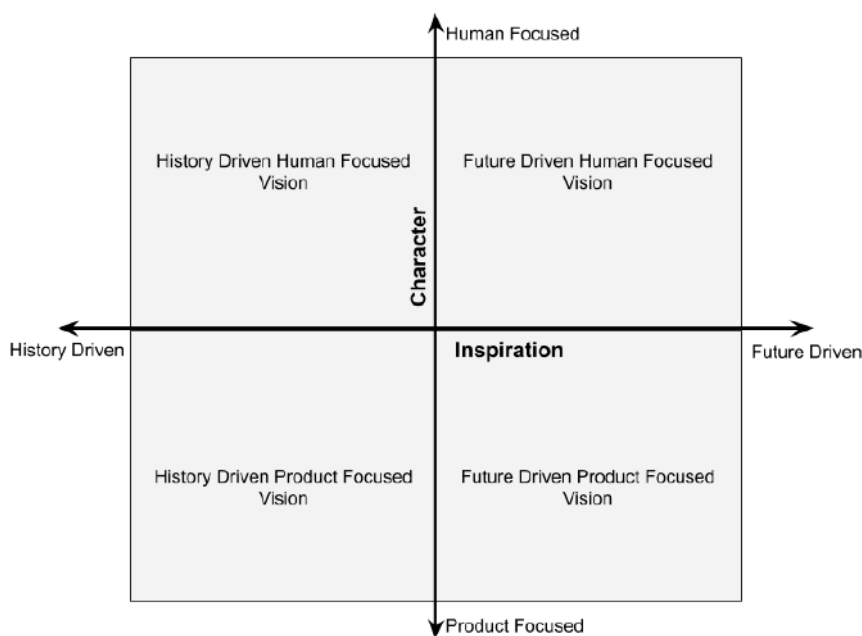 Human Focused
History Driven Human Focused
Vision
Future Driven Human Focused
Vision
Character
History Driven
Inspiration
Future Driven
History Driven Product Focused
Vision
Future Driven Product Focused
Vision
Product Focused